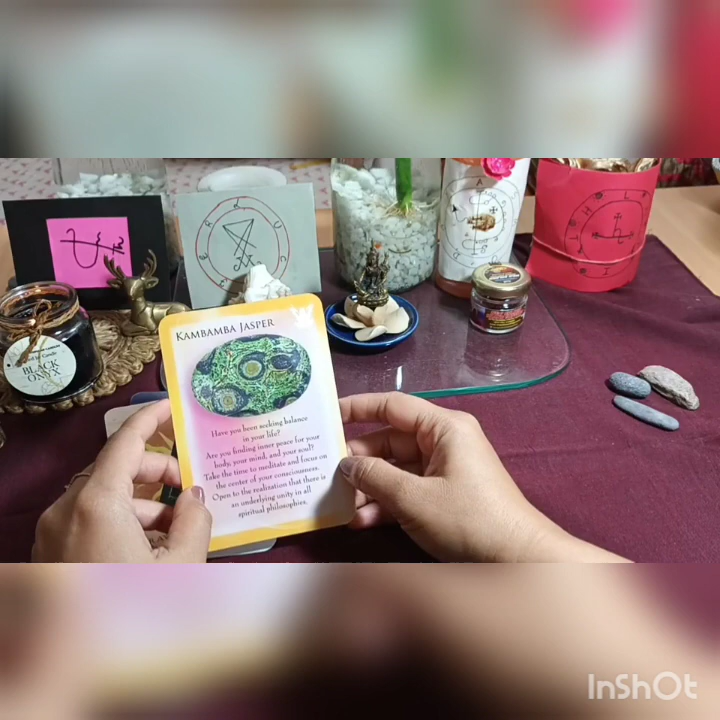 KAMBAMBA JASPER
Have you been seeking balance
in your life?
Are you finding inner peace for your
body, your mind, and your soul?
Take the time to meditate and focus on
the center of your consciousness.
Open to the realization that there is
an underlying unity in all
spiritual philosophies.
BLACK
ONYX
InShOt